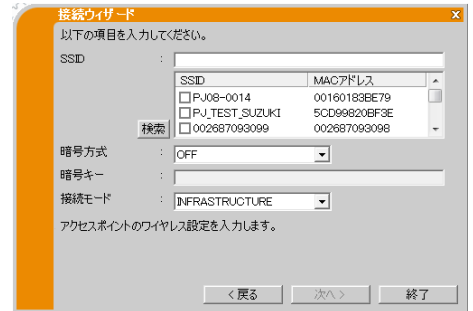 接続ウィザード x
以下の項目を入力してください。
SSID :
SSID MACアドレス
PJ08-0014 00160183BE79
PJ_TEST_SUZUKI 5CD99820BF3E
検索 002687093099 002687093098
暗号方式 : OFF
暗号キー :
接続モード : INFRASTRUCTURE
アクセスポイントのワイヤレス設定を入力します。
<戻る 次へ> 終了